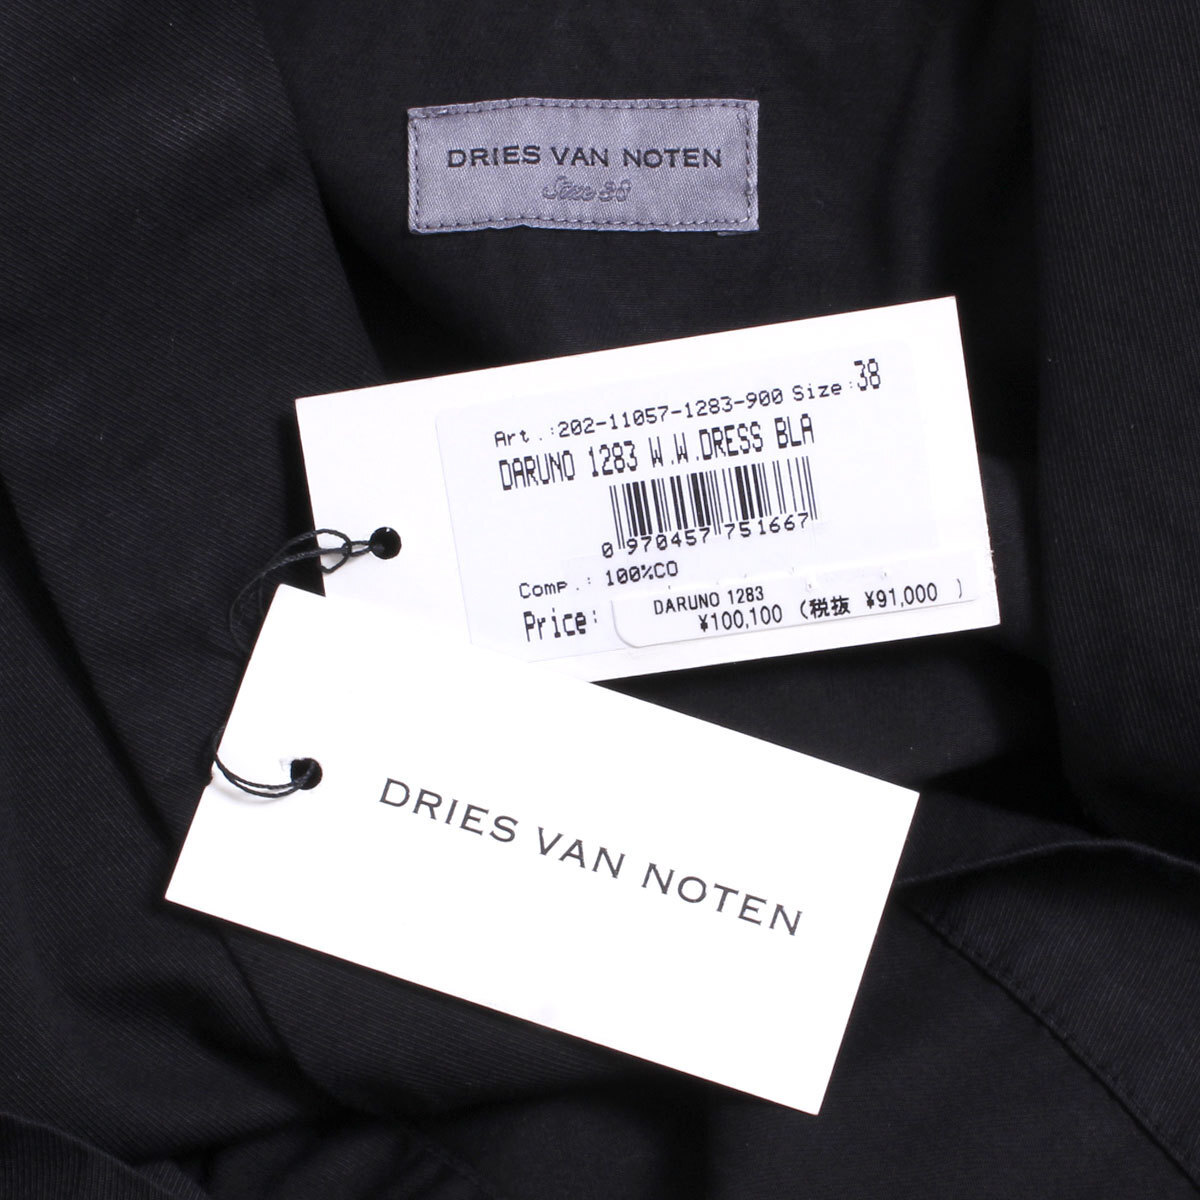 DRIES VAN NOTEN
Size 38
Art.:202-11057-1283-900 Size:38
DARUNO 1283 W.W.DRESS BLA
0 970457 751667
Comp.: 100%CO
Price:
DARUNO 1283
¥100,100 (税抜 ¥91,000 )
DRIES VAN NOTEN